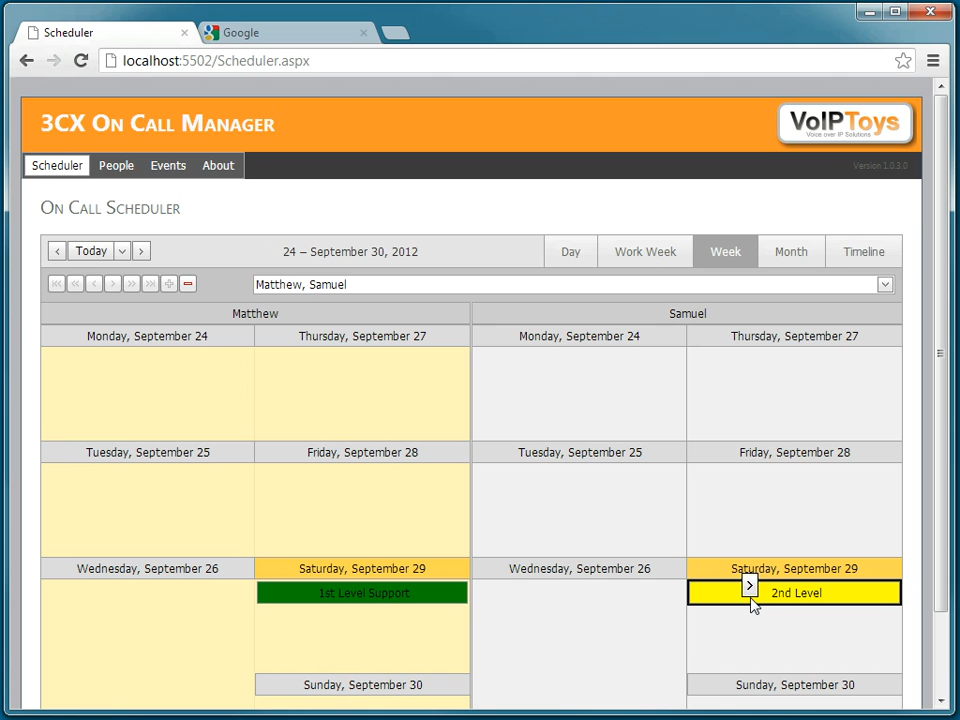 Scheduler
Google
localhost:5502/Scheduler.aspx
3CX On Call Manager
VoIPToys
Voice over IP Solutions
Scheduler People Events About
Version 1.0.3.0
On Call Scheduler
Today
24 – September 30, 2012
Day Work Week Week Month Timeline
Matthew, Samuel
Matthew Samuel
Monday, September 24 Thursday, September 27 Monday, September 24 Thursday, September 27
Tuesday, September 25 Friday, September 28 Tuesday, September 25 Friday, September 28
Wednesday, September 26 Saturday, September 29 Wednesday, September 26 Saturday, September 29
1st Level Support 2nd Level
Sunday, September 30 Sunday, September 30